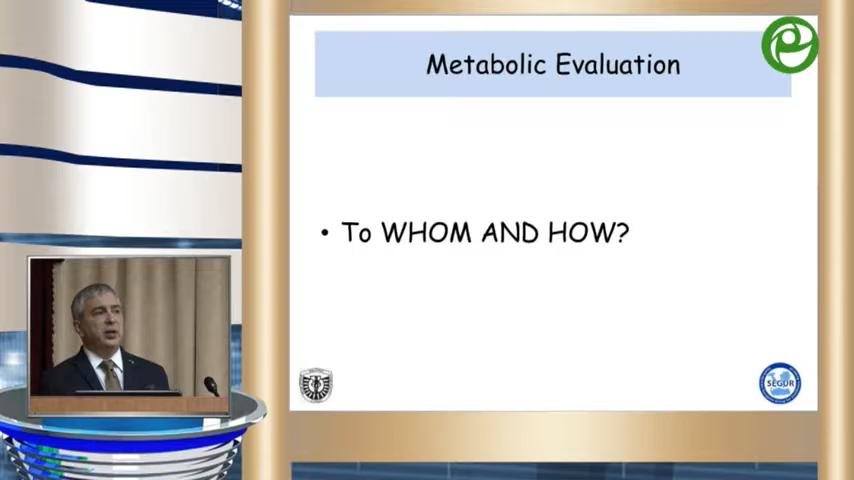 Metabolic Evaluation
• To WHOM AND HOW?
SEGUR